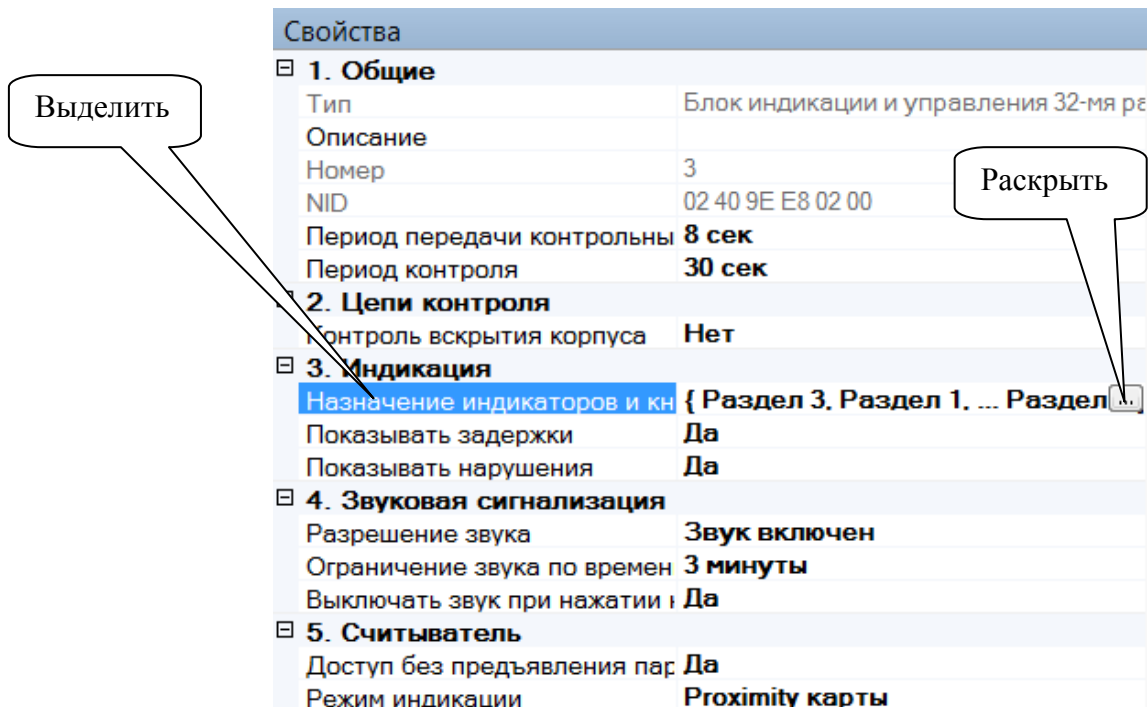 Свойства
1. Общие
Выделить
Тип Блок индикации и управления 32-мя ра
Описание
Номер 3
Раскрыть
NID 02 40 9E E8 02 00
Период передачи контрольны 8 сек
Период контроля 30 сек
2. Цепи контроля
Контроль вскрытия корпуса Нет
3. Индикация
Назначение индикаторов и кн { Раздел 3, Раздел 1, ... Раздел ...
Показывать задержки Да
Показывать нарушения Да
4. Звуковая сигнализация
Разрешение звука Звук включен
Ограничение звука по времен 3 минуты
Выключать звук при нажатии к Да
5. Считыватель
Доступ без предъявления пар Да
Режим индикации Proximity карты